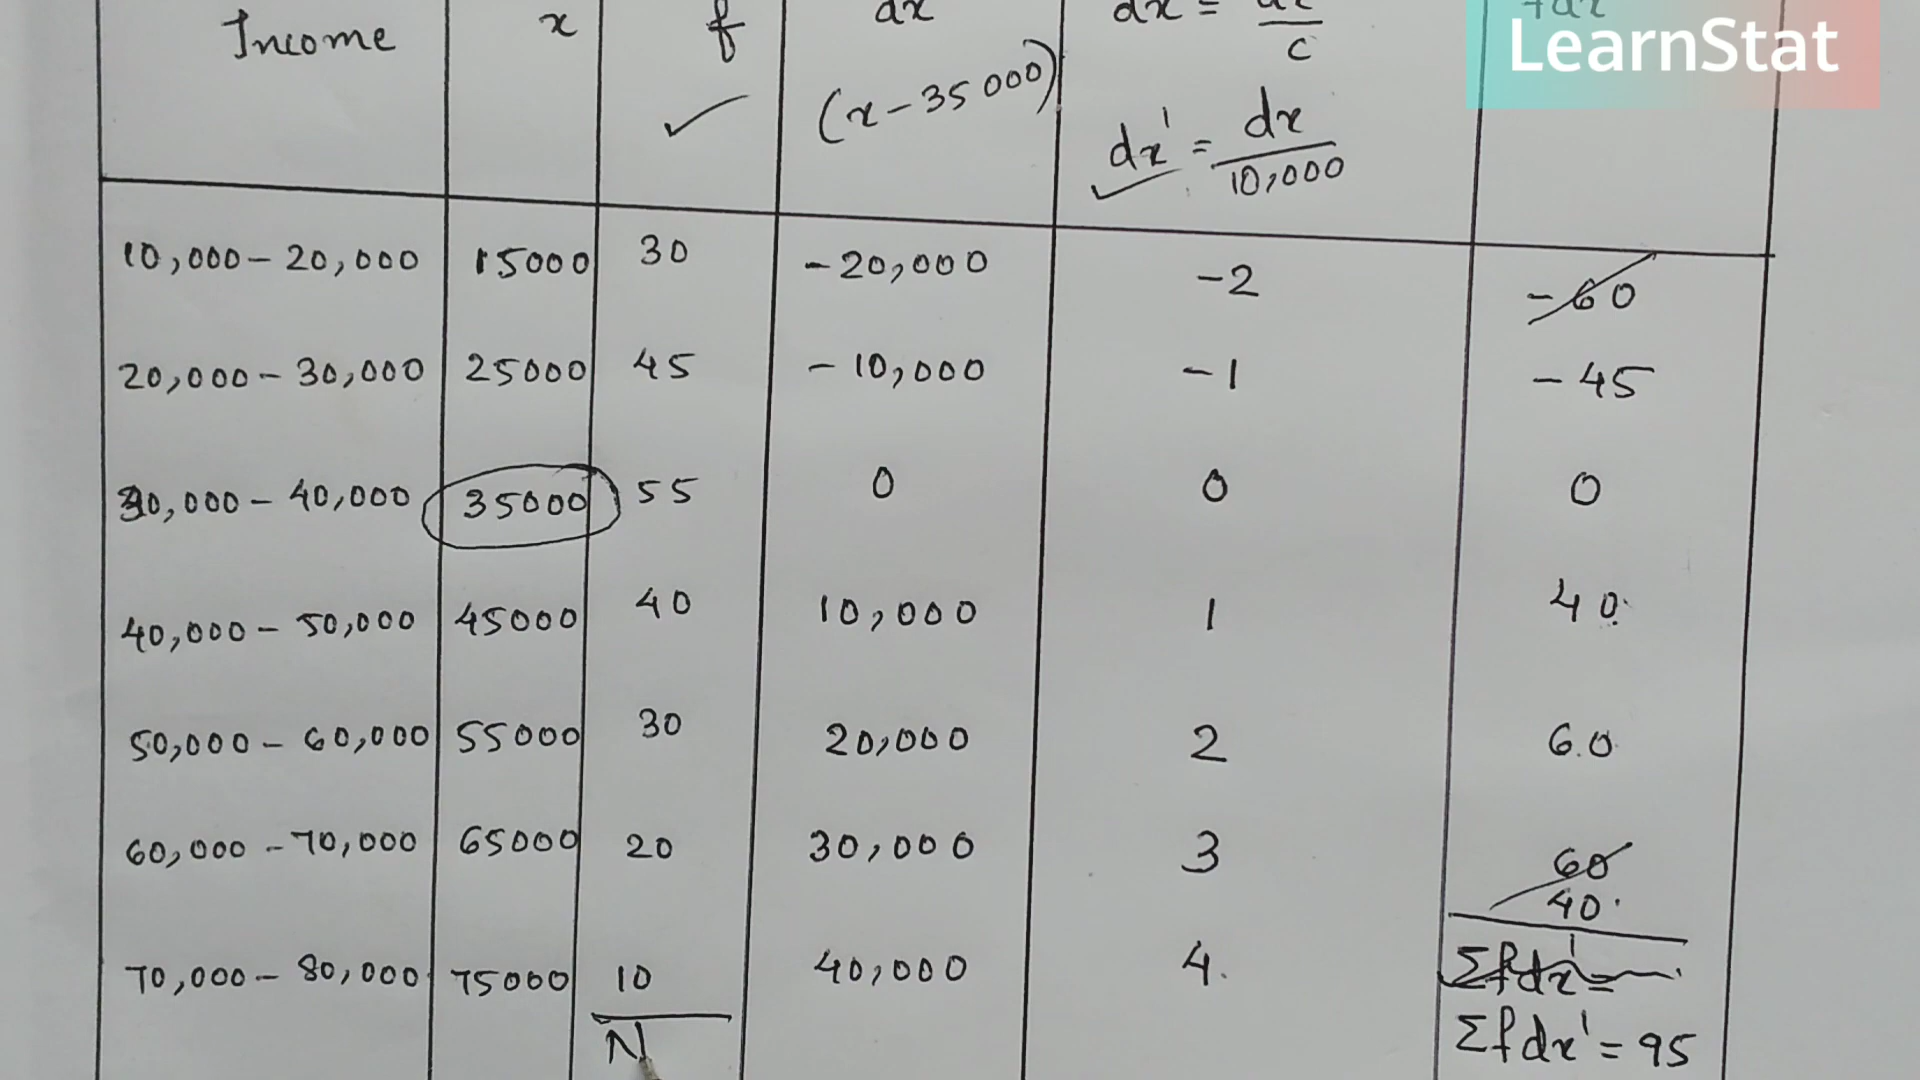 Income x f dx dx' =
c
LearnStat
(x-35000) dx' = dx
10,000
10,000 - 20,000 15000 30 -20,000 -2 -60
20,000 - 30,000 25000 45 - 10,000 -1 - 45
30,000 - 40,000 35000 55 0 0 0
40,000 - 50,000 45000 40 10,000 1 40
50,000 - 60,000 55000 30 20,000 2 60
60,000 - 70,000 65000 20 30,000 3 60
40
70,000 - 80,000 75000 10 40,000 4 Σfdx' =
N Σfdx' = 95